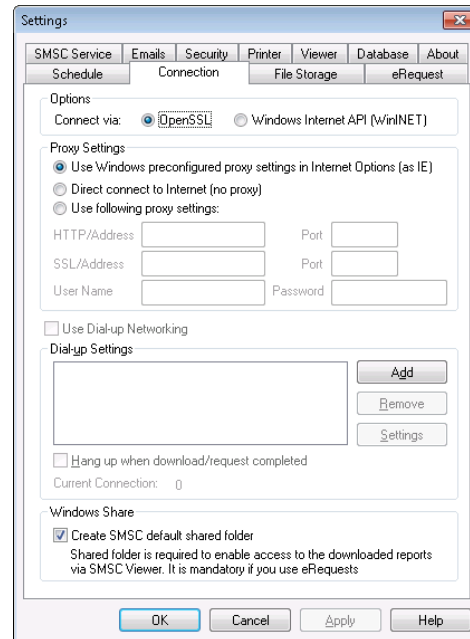 Settings
SMSC Service Emails Security Printer Viewer Database About
Schedule Connection File Storage eRequest
Options
Connect via: OpenSSL Windows Internet API (WinINET)
Proxy Settings
Use Windows preconfigured proxy settings in Internet Options (as IE)
Direct connect to Internet (no proxy)
Use following proxy settings:
HTTP/Address Port
SSL/Address Port
User Name Password
Use Dial-up Networking
Dial-up Settings
Add
Remove
Settings
Hang up when download/request completed
Current Connection: 0
Windows Share
Create SMSC default shared folder
Shared folder is required to enable access to the downloaded reports
via SMSC Viewer. It is mandatory if you use eRequests
OK Cancel Apply Help